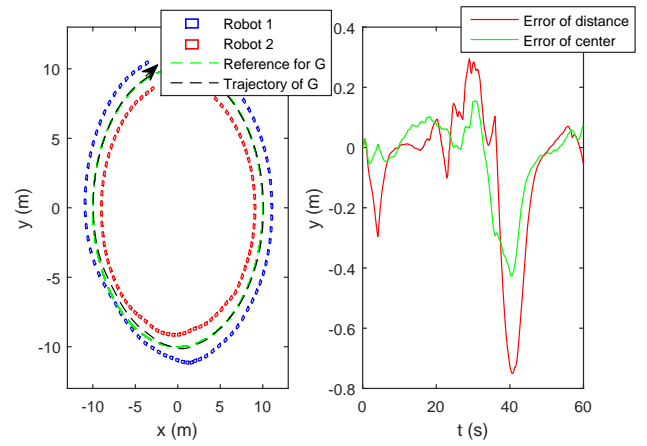 Robot 1
Robot 2
Reference for G
Trajectory of G
10
5
0
-5
-10
y (m)
-10
-5
0
5
10
x (m)
Error of distance
Error of center
0.4
0.2
0
-0.2
-0.4
-0.6
-0.8
y (m)
0
20
40
60
t (s)